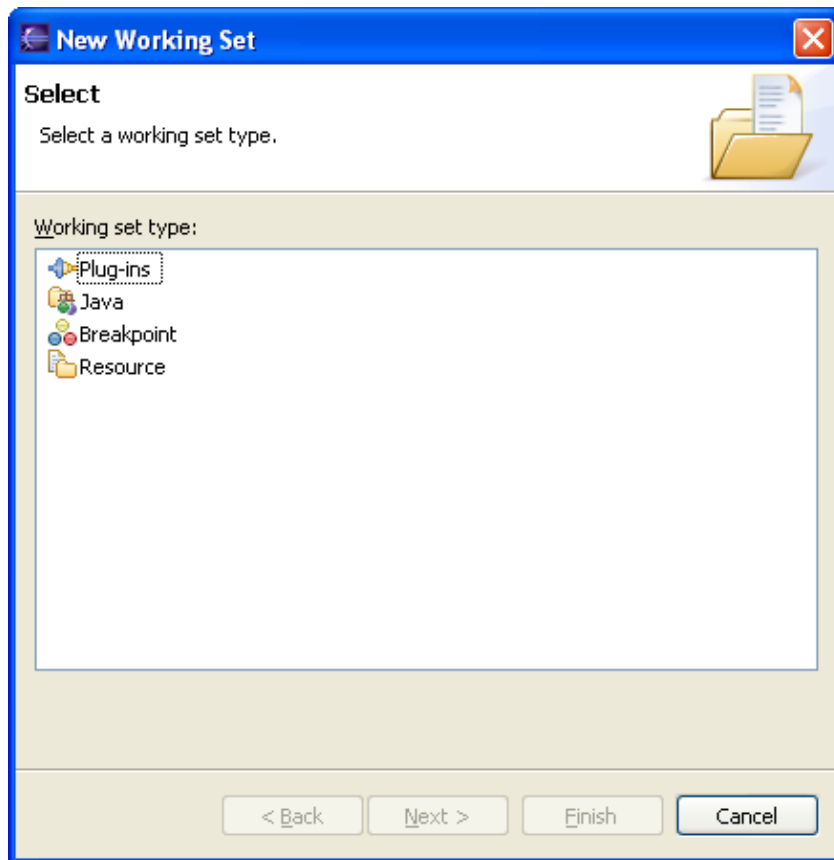 New Working Set
Select
Select a working set type.
Working set type:
Plug-ins
Java
Breakpoint
Resource
< Back Next > Finish Cancel